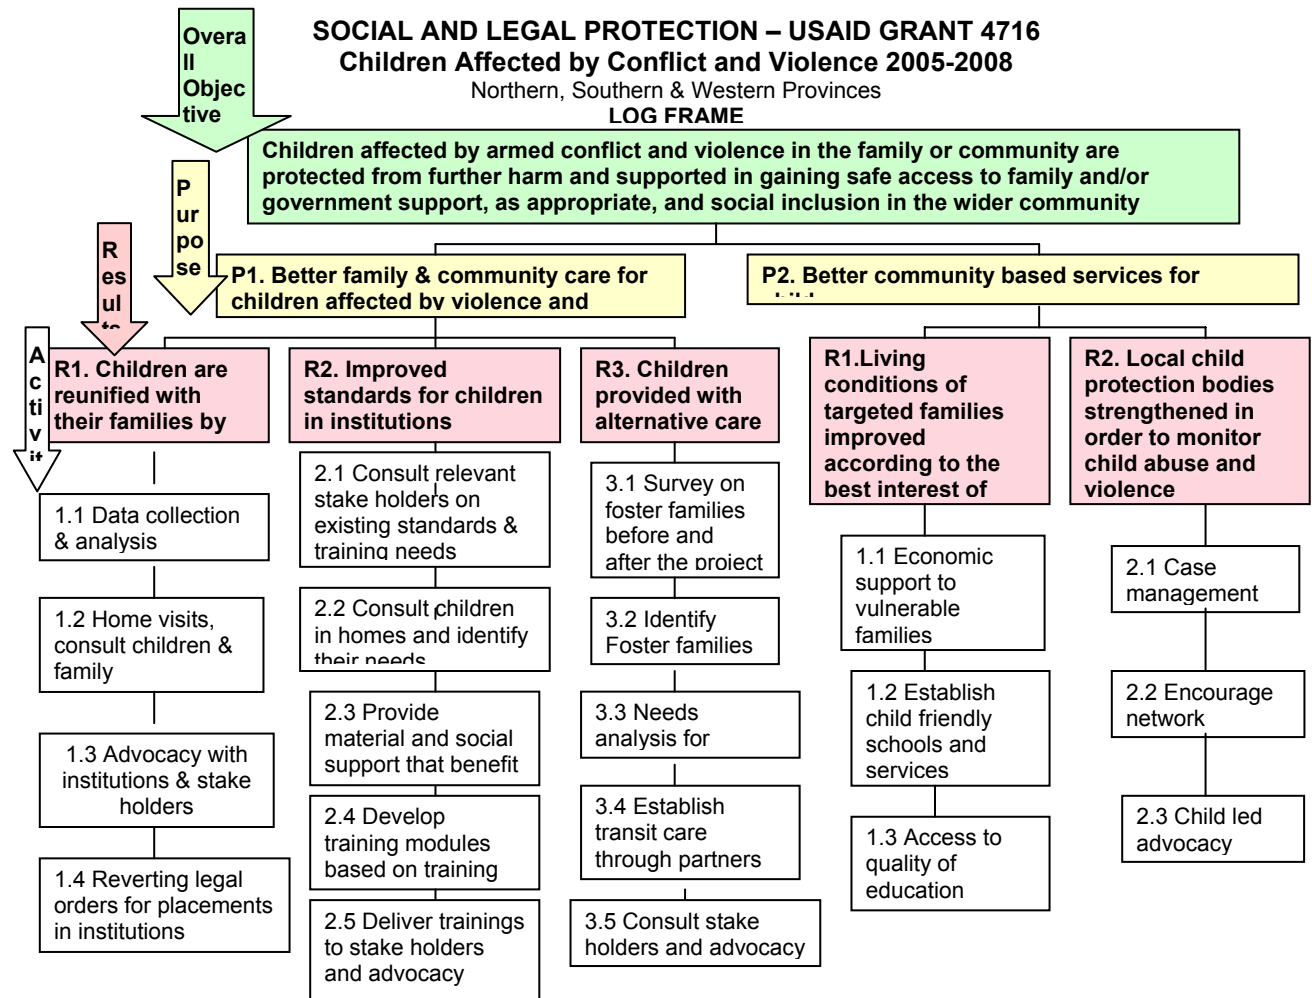 SOCIAL AND LEGAL PROTECTION – USAID GRANT 4716
Children Affected by Conflict and Violence 2005-2008
Northern, Southern & Western Provinces
LOG FRAME
Overa
ll
Objec
tive
Children affected by armed conflict and violence in the family or community are
protected from further harm and supported in gaining safe access to family and/or
government support, as appropriate, and social inclusion in the wider community
P
ur
po
se
P1. Better family & community care for
children affected by violence and
P2. Better community based services for
R
es
ul
ts
R1. Children are
reunified with
their families by
R2. Improved
standards for children
in institutions
R3. Children
provided with
alternative care
R1.Living
conditions of
targeted families
improved
according to the
best interest of
R2. Local child
protection bodies
strengthened in
order to monitor
child abuse and
violence
A
c
ti
v
it
1.1 Data collection
& analysis
1.2 Home visits,
consult children &
family
1.3 Advocacy with
institutions & stake
holders
1.4 Reverting legal
orders for placements
in institutions
2.1 Consult relevant
stake holders on
existing standards &
training needs
2.2 Consult children
in homes and identify
their needs
2.3 Provide
material and social
support that benefit
2.4 Develop
training modules
based on training
2.5 Deliver trainings
to stake holders
and advocacy
3.1 Survey on
foster families
before and
after the project
3.2 Identify
Foster families
3.3 Needs
analysis for
3.4 Establish
transit care
through partners
3.5 Consult stake
holders and advocacy
1.1 Economic
support to
vulnerable
families
1.2 Establish
child friendly
schools and
services
1.3 Access to
quality of
education
2.1 Case
management
2.2 Encourage
network
2.3 Child led
advocacy